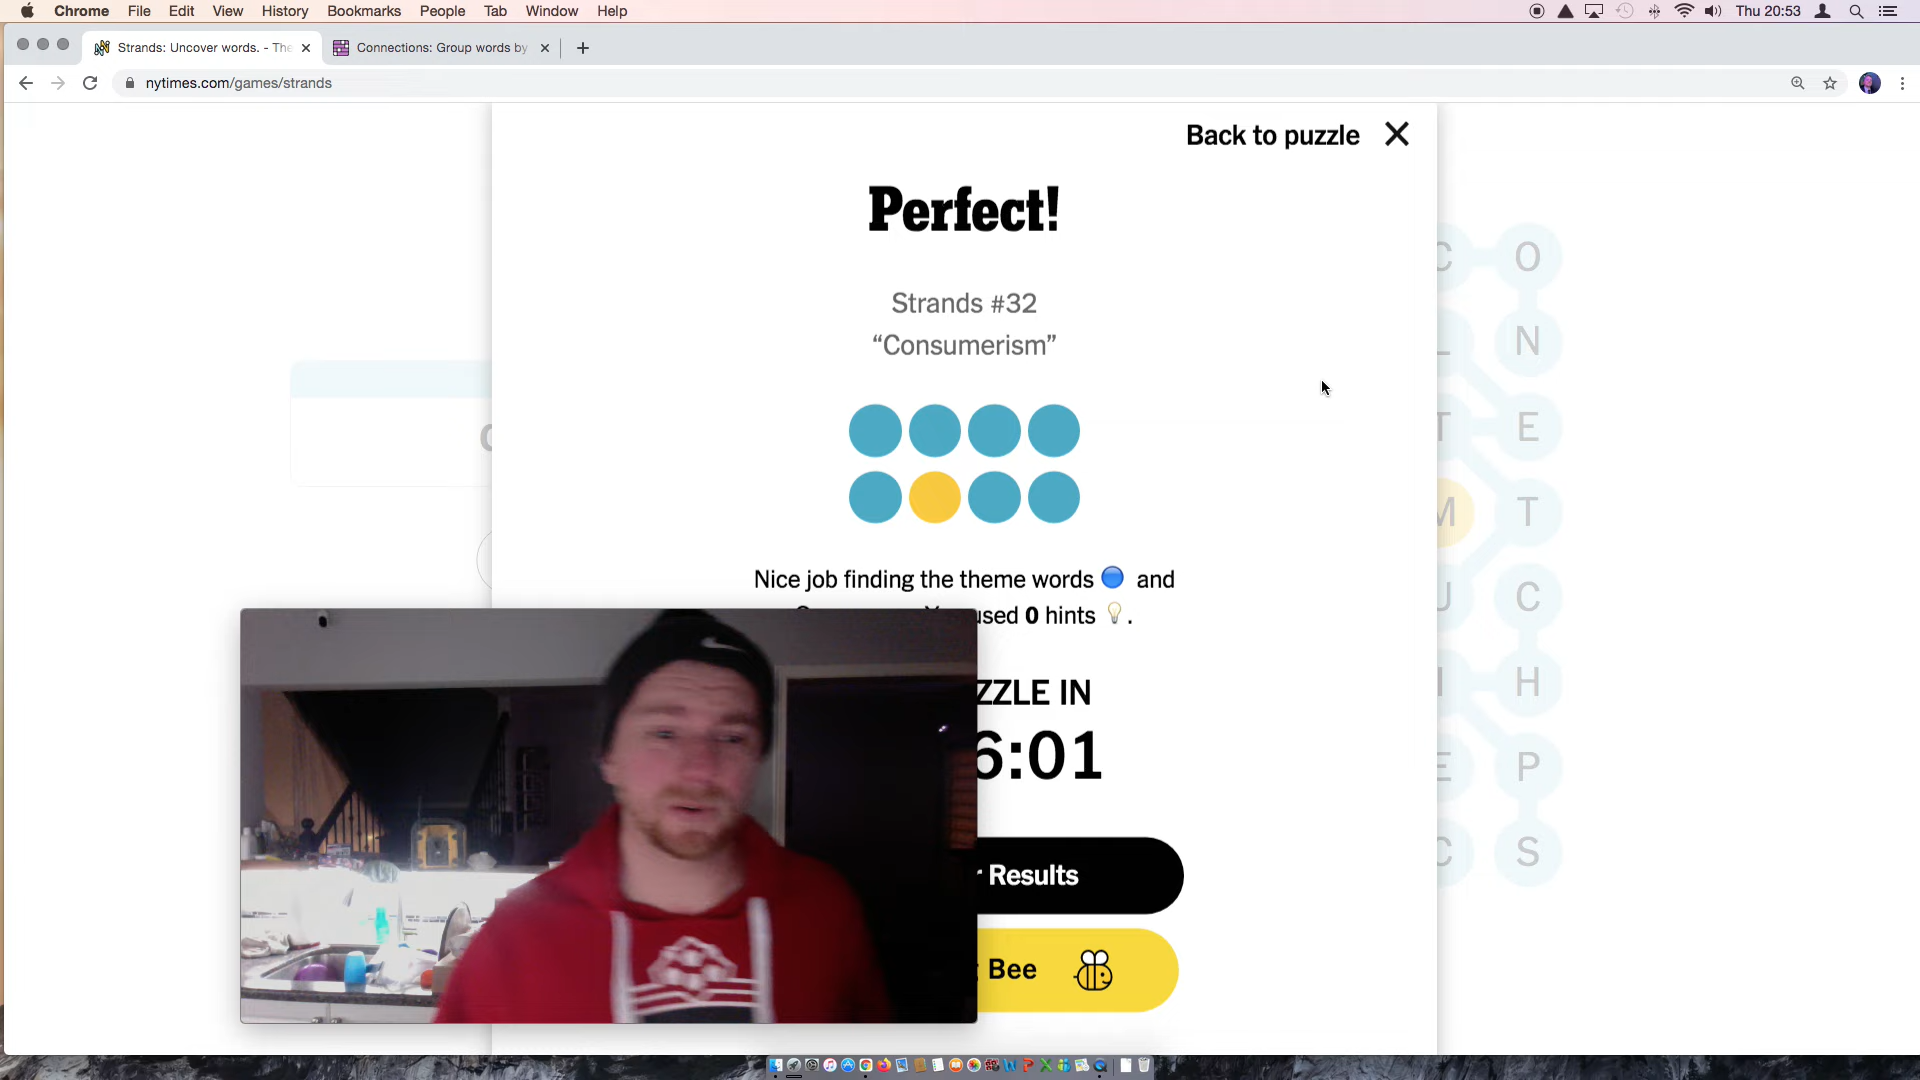 Chrome File Edit View History Bookmarks People Tab Window Help Thu 20:53
Strands: Uncover words. - The Connections: Group words by
nytimes.com/games/strands
Back to puzzle
Perfect!
Strands #32
“Consumerism”
Nice job finding the theme words and
used 0 hints
ZZLE IN
6:01
r Results
Bee
C O
L N
T E
M T
U C
I H
E P
C S